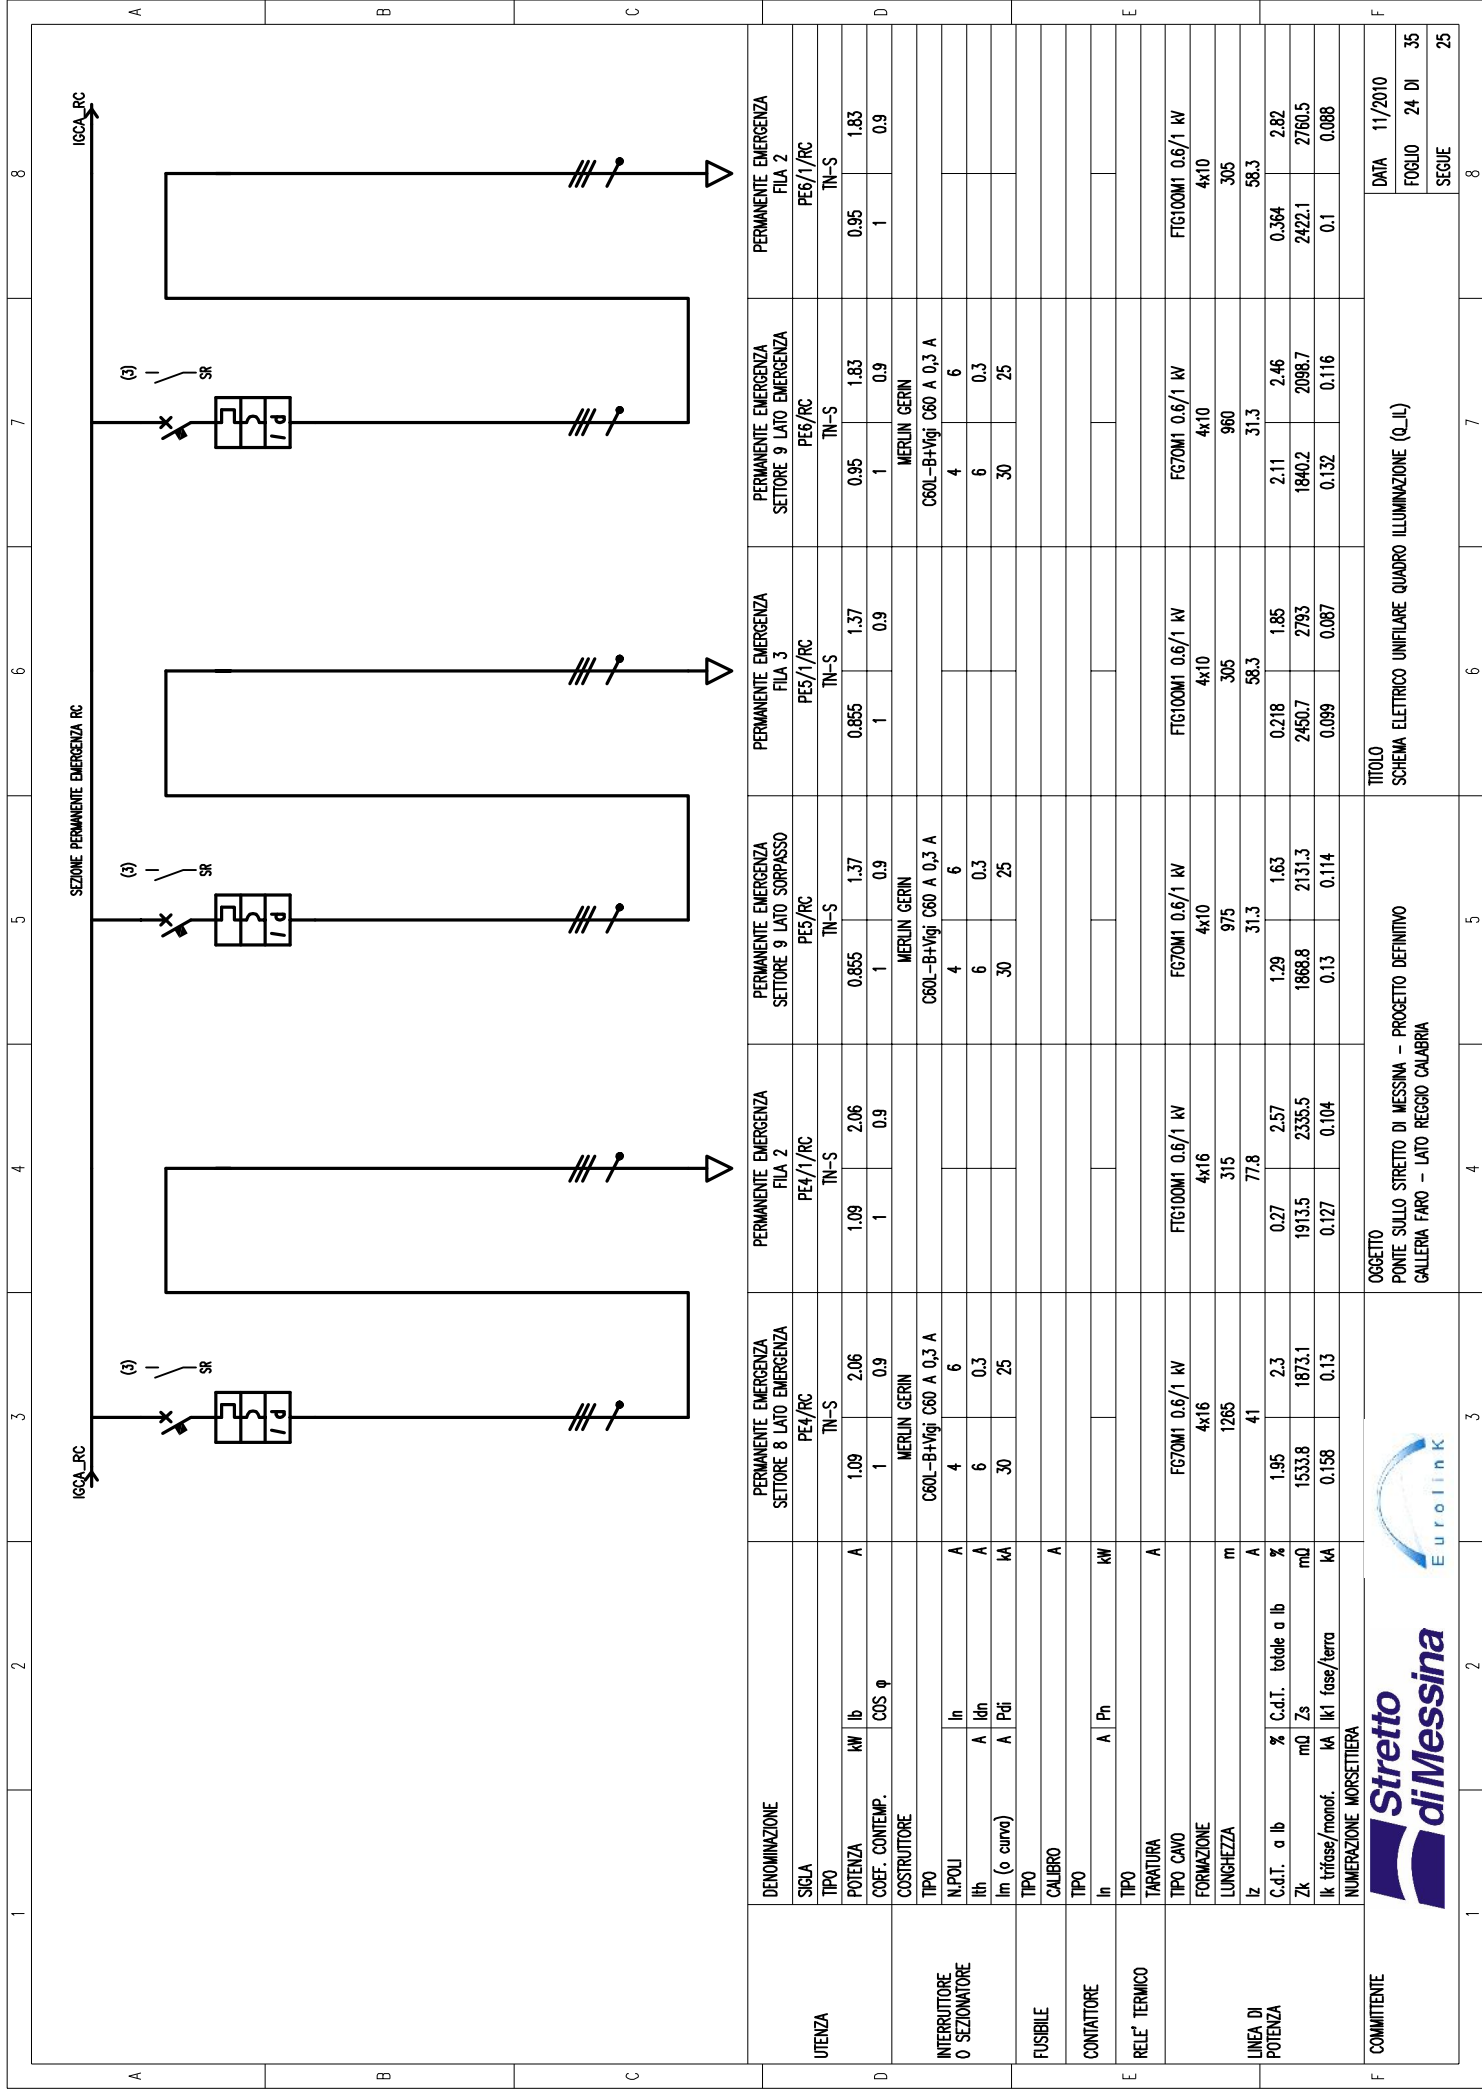 1 2 3 4 5 6 7 8
A A
B B
C C
D D
E E
F F
SEZIONE PERMANENTE EMERGENZA RC
IGCA_RC IGCA_RC
(3) (3) (3)
SR SR SR
I d I d I d
UTENZA
DENOMINAZIONE PERMANENTE EMERGENZA PERMANENTE EMERGENZA PERMANENTE EMERGENZA PERMANENTE EMERGENZA PERMANENTE EMERGENZA PERMANENTE EMERGENZA
SETTORE 8 LATO EMERGENZA FILA 2 SETTORE 9 LATO SORPASSO FILA 3 SETTORE 9 LATO EMERGENZA FILA 2
SIGLA PE4/RC PE4/1/RC PE5/RC PE5/1/RC PE6/RC PE6/1/RC
TIPO TN-S TN-S TN-S TN-S TN-S TN-S
POTENZA kW Ib A 1.09 2.06 1.09 2.06 0.855 1.37 0.855 1.37 0.95 1.83 0.95 1.83
COEF. CONTEMP. COS φ 1 0.9 1 0.9 1 0.9 1 0.9 1 0.9 1 0.9
INTERRUTTORE
O SEZIONATORE
COSTRUTTORE MERLIN GERIN MERLIN GERIN MERLIN GERIN
TIPO C60L-B+Vigi C60 A 0,3 A C60L-B+Vigi C60 A 0,3 A C60L-B+Vigi C60 A 0,3 A
N.POLI In A 4 6 4 6 4 6
Ith A Idn A 6 0.3 6 0.3 6 0.3
Im (o curva) A Pdi kA 30 25 30 25 30 25
FUSIBILE
TIPO
CALIBRO A
CONTATTORE
TIPO
In A Pn kW
RELE' TERMICO
TIPO
TARATURA A
LINEA DI
POTENZA
TIPO CAVO FG7OM1 0.6/1 kV FTG10OM1 0.6/1 kV FG7OM1 0.6/1 kV FTG10OM1 0.6/1 kV FG7OM1 0.6/1 kV FTG10OM1 0.6/1 kV
FORMAZIONE 4x16 4x16 4x10 4x10 4x10 4x10
LUNGHEZZA m 1265 315 975 305 960 305
Iz A 41 77.8 31.3 58.3 31.3 58.3
C.d.T. a Ib % C.d.T. totale a Ib % 1.95 2.3 0.27 2.57 1.29 1.63 0.218 1.85 2.11 2.46 0.364 2.82
Zk mΩ Zs mΩ 1533.8 1873.1 1913.5 2335.5 1868.8 2131.3 2450.7 2793 1840.2 2098.7 2422.1 2760.5
Ik trifase/monof. kA Ik1 fase/terra kA 0.158 0.13 0.127 0.104 0.13 0.114 0.099 0.087 0.132 0.116 0.1 0.088
NUMERAZIONE MORSETTIERA
COMMITTENTE
Stretto
di Messina
EurolinK
OGGETTO
PONTE SULLO STRETTO DI MESSINA - PROGETTO DEFINITIVO
GALLERIA FARO - LATO REGGIO CALABRIA
TITOLO
SCHEMA ELETTRICO UNIFILARE QUADRO ILLUMINAZIONE (Q_IL)
DATA 11/2010
FOGLIO 24 DI 35
SEGUE 25
1 2 3 4 5 6 7 8